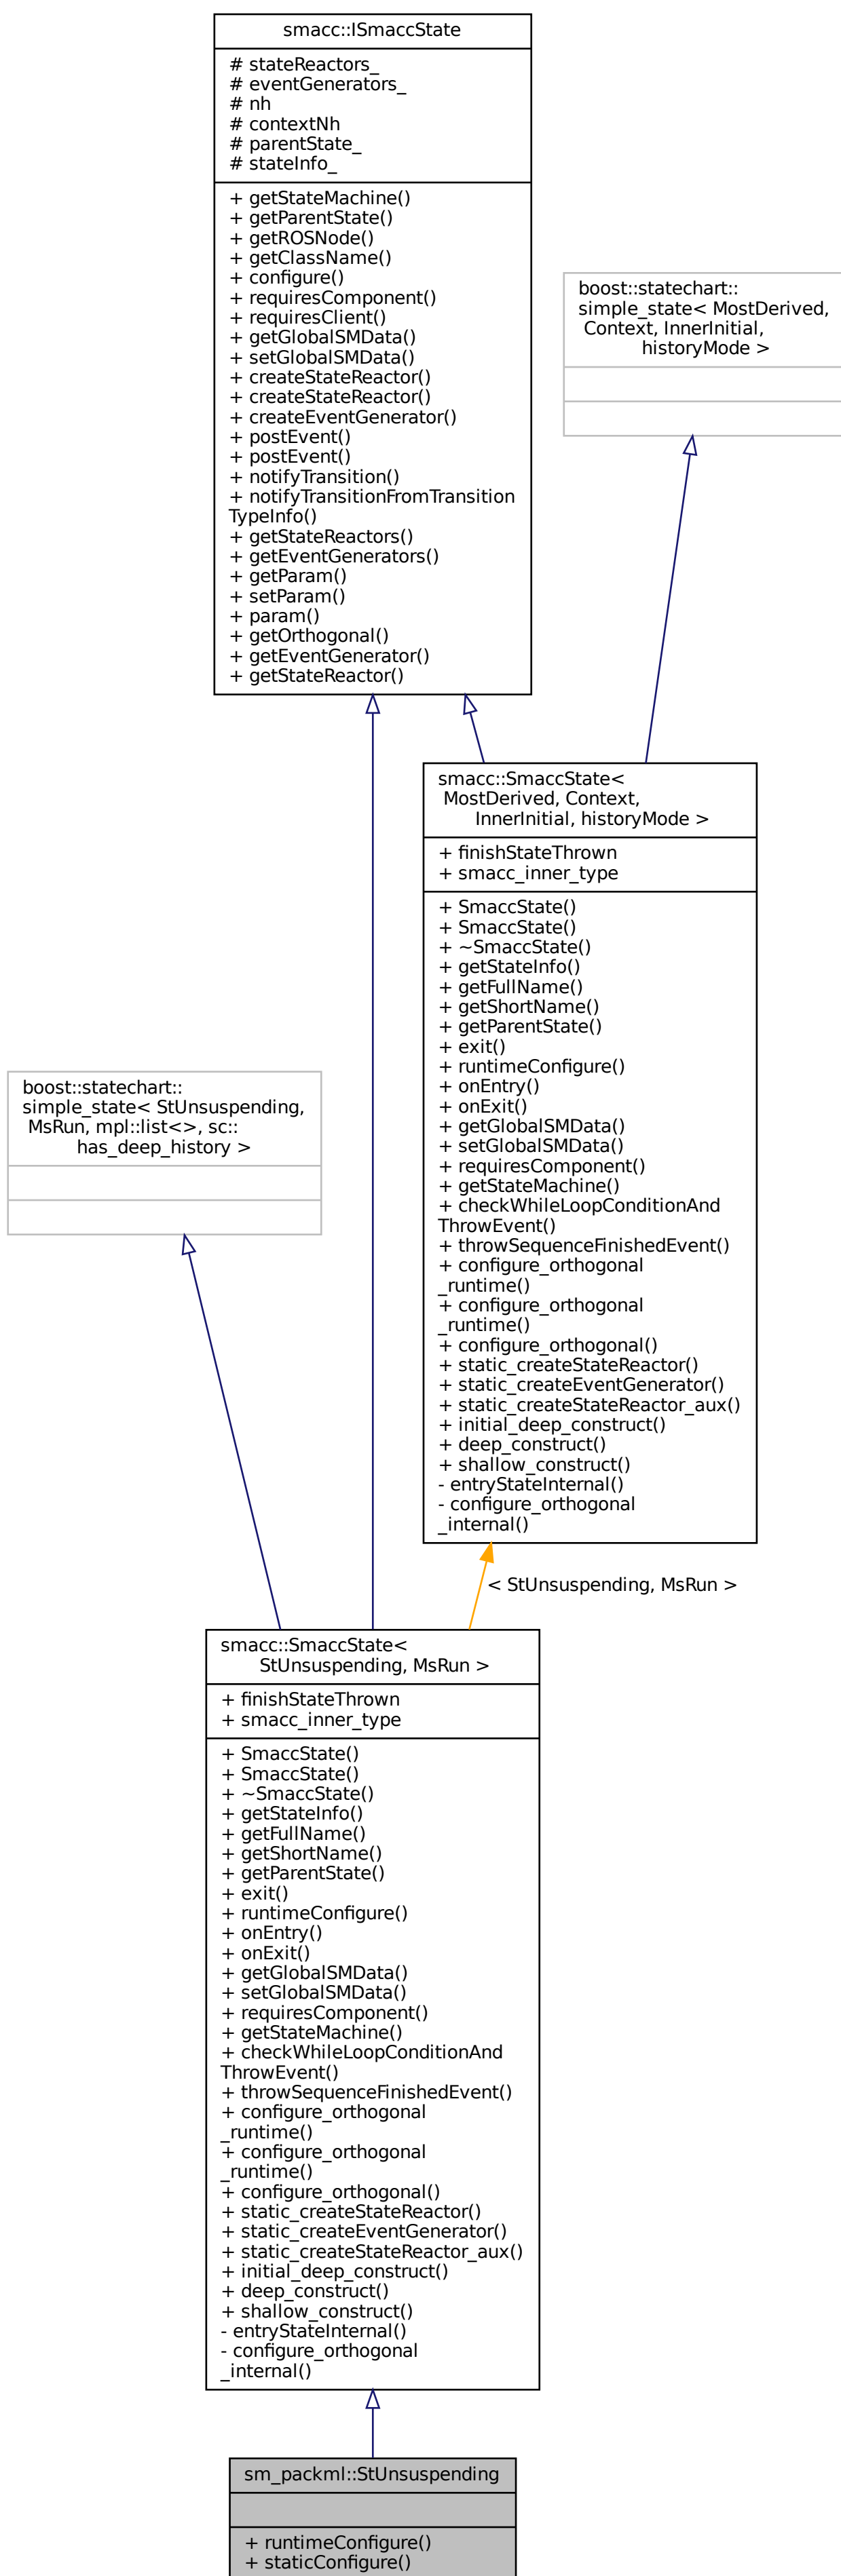 smacc::ISmaccState
# stateReactors_
# eventGenerators_
# nh
# contextNh
# parentState_
# stateInfo_
+ getStateMachine()
+ getParentState()
+ getROSNode()
+ getClassName()
+ configure()
+ requiresComponent()
+ requiresClient()
+ getGlobalSMData()
+ setGlobalSMData()
+ createStateReactor()
+ createStateReactor()
+ createEventGenerator()
+ postEvent()
+ postEvent()
+ notifyTransition()
+ notifyTransitionFromTransition
TypeInfo()
+ getStateReactors()
+ getEventGenerators()
+ getParam()
+ setParam()
+ param()
+ getOrthogonal()
+ getEventGenerator()
+ getStateReactor()
boost::statechart::
simple_state< MostDerived,
Context, InnerInitial,
historyMode >
smacc::SmaccState<
MostDerived, Context,
InnerInitial, historyMode >
+ finishStateThrown
+ smacc_inner_type
+ SmaccState()
+ SmaccState()
+ ~SmaccState()
+ getStateInfo()
+ getFullName()
+ getShortName()
+ getParentState()
+ exit()
+ runtimeConfigure()
+ onEntry()
+ onExit()
+ getGlobalSMData()
+ setGlobalSMData()
+ requiresComponent()
+ getStateMachine()
+ checkWhileLoopConditionAnd
ThrowEvent()
+ throwSequenceFinishedEvent()
+ configure_orthogonal
_runtime()
+ configure_orthogonal
_runtime()
+ configure_orthogonal()
+ static_createStateReactor()
+ static_createEventGenerator()
+ static_createStateReactor_aux()
+ initial_deep_construct()
+ deep_construct()
+ shallow_construct()
- entryStateInternal()
- configure_orthogonal
_internal()
boost::statechart::
simple_state< StUnsuspending,
MsRun, mpl::list<>, sc::
has_deep_history >
< StUnsuspending, MsRun >
smacc::SmaccState<
StUnsuspending, MsRun >
+ finishStateThrown
+ smacc_inner_type
+ SmaccState()
+ SmaccState()
+ ~SmaccState()
+ getStateInfo()
+ getFullName()
+ getShortName()
+ getParentState()
+ exit()
+ runtimeConfigure()
+ onEntry()
+ onExit()
+ getGlobalSMData()
+ setGlobalSMData()
+ requiresComponent()
+ getStateMachine()
+ checkWhileLoopConditionAnd
ThrowEvent()
+ throwSequenceFinishedEvent()
+ configure_orthogonal
_runtime()
+ configure_orthogonal
_runtime()
+ configure_orthogonal()
+ static_createStateReactor()
+ static_createEventGenerator()
+ static_createStateReactor_aux()
+ initial_deep_construct()
+ deep_construct()
+ shallow_construct()
- entryStateInternal()
- configure_orthogonal
_internal()
sm_packml::StUnsuspending
+ runtimeConfigure()
+ staticConfigure()